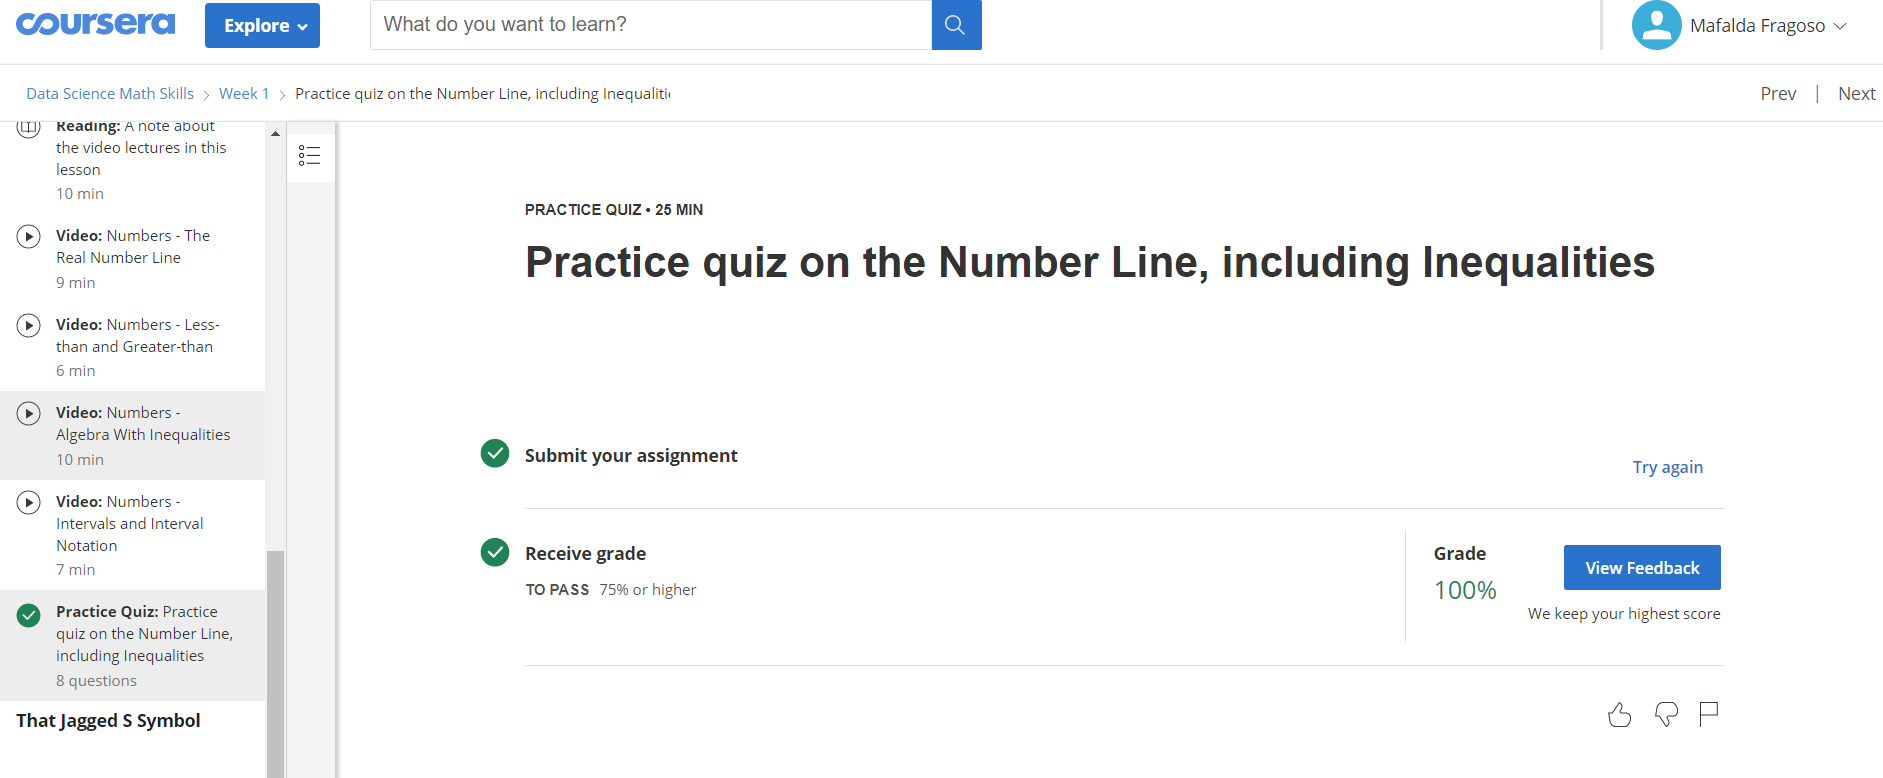 coursera
Explore
What do you want to learn?
Mafalda Fragoso
Data Science Math Skills
Week 1
Practice quiz on the Number Line, including Inequaliti
Prev | Next
Reading: A note about
the video lectures in this
lesson
10 min
Video: Numbers - The
Real Number Line
9 min
Video: Numbers - Less-
than and Greater-than
6 min
Video: Numbers -
Algebra With Inequalities
10 min
Video: Numbers -
Intervals and Interval
Notation
7 min
Practice Quiz: Practice
quiz on the Number Line,
including Inequalities
8 questions
That Jagged S Symbol
PRACTICE QUIZ • 25 MIN
Practice quiz on the Number Line, including Inequalities
Submit your assignment
Try again
Receive grade
TO PASS 75% or higher
Grade
100%
View Feedback
We keep your highest score